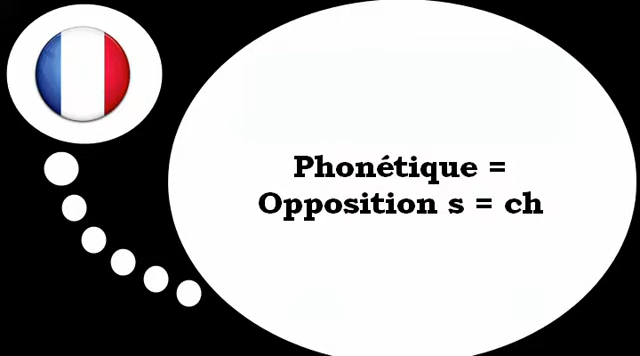 Phonétique =
Opposition s = ch